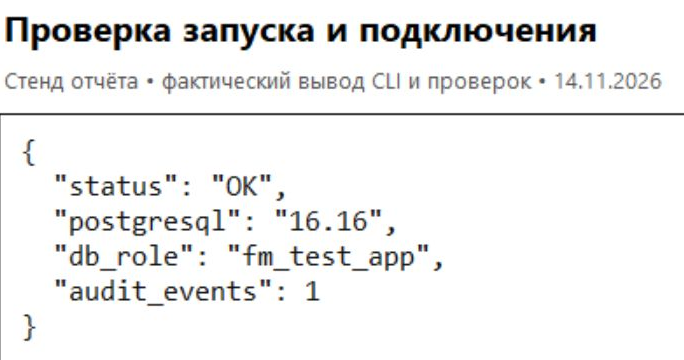 Проверка запуска и подключения
Стенд отчёта • фактический вывод CLI и проверок • 14.11.2026
{
  "status": "OK",
  "postgresql": "16.16",
  "db_role": "fm_test_app",
  "audit_events": 1
}